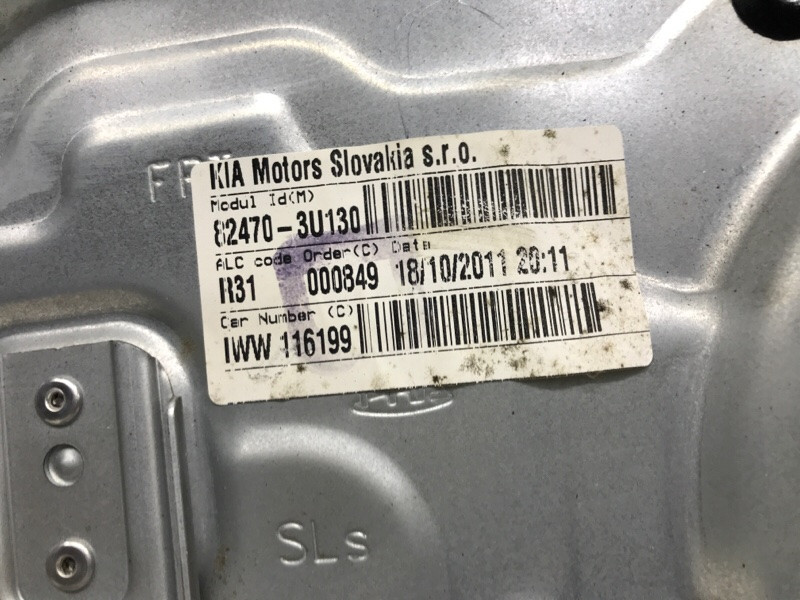 KIA Motors Slovakia s.r.o.
Modul Id(M)
82470-3U130
ALC code Order(C) Date
R31 000849 18/10/2011 20:11
Car Number (C)
IWW 116199
SLs